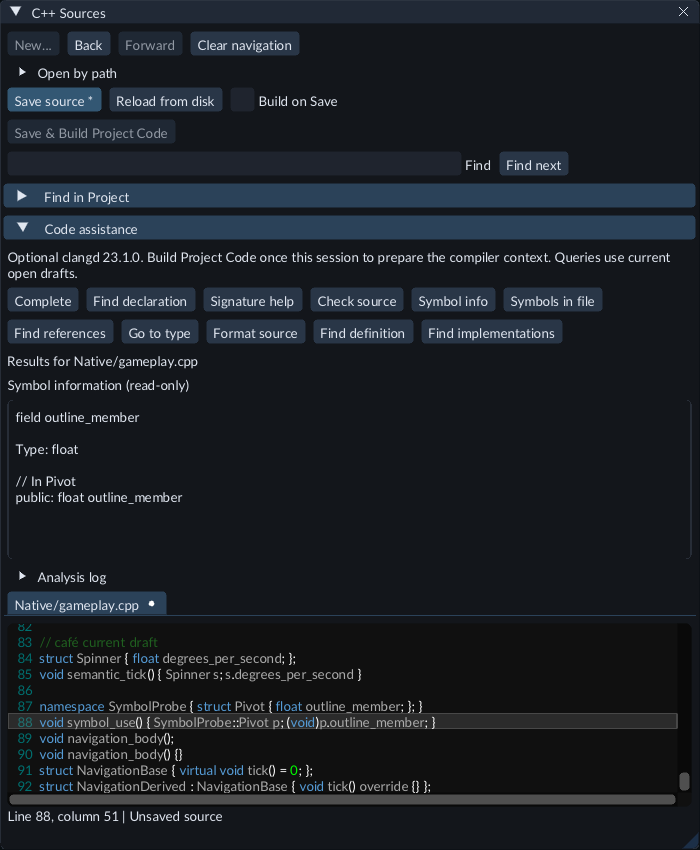 C++ Sources
New... Back Forward Clear navigation
Open by path
Save source * Reload from disk Build on Save
Save & Build Project Code
Find Find next
Find in Project
Code assistance
Optional clangd 23.1.0. Build Project Code once this session to prepare the compiler context. Queries use current
open drafts.
Complete Find declaration Signature help Check source Symbol info Symbols in file
Find references Go to type Format source Find definition Find implementations
Results for Native/gameplay.cpp
Symbol information (read-only)
field outline_member
Type: float
// In Pivot
public: float outline_member
Analysis log
Native/gameplay.cpp
82
83 // café current draft
84 struct Spinner { float degrees_per_second; };
85 void semantic_tick() { Spinner s; s.degrees_per_second }
86
87 namespace SymbolProbe { struct Pivot { float outline_member; }; }
88 void symbol_use() { SymbolProbe::Pivot p; (void)p.outline_member; }
89 void navigation_body();
90 void navigation_body() {}
91 struct NavigationBase { virtual void tick() = 0; };
92 struct NavigationDerived : NavigationBase { void tick() override {} };
Line 88, column 51 | Unsaved source